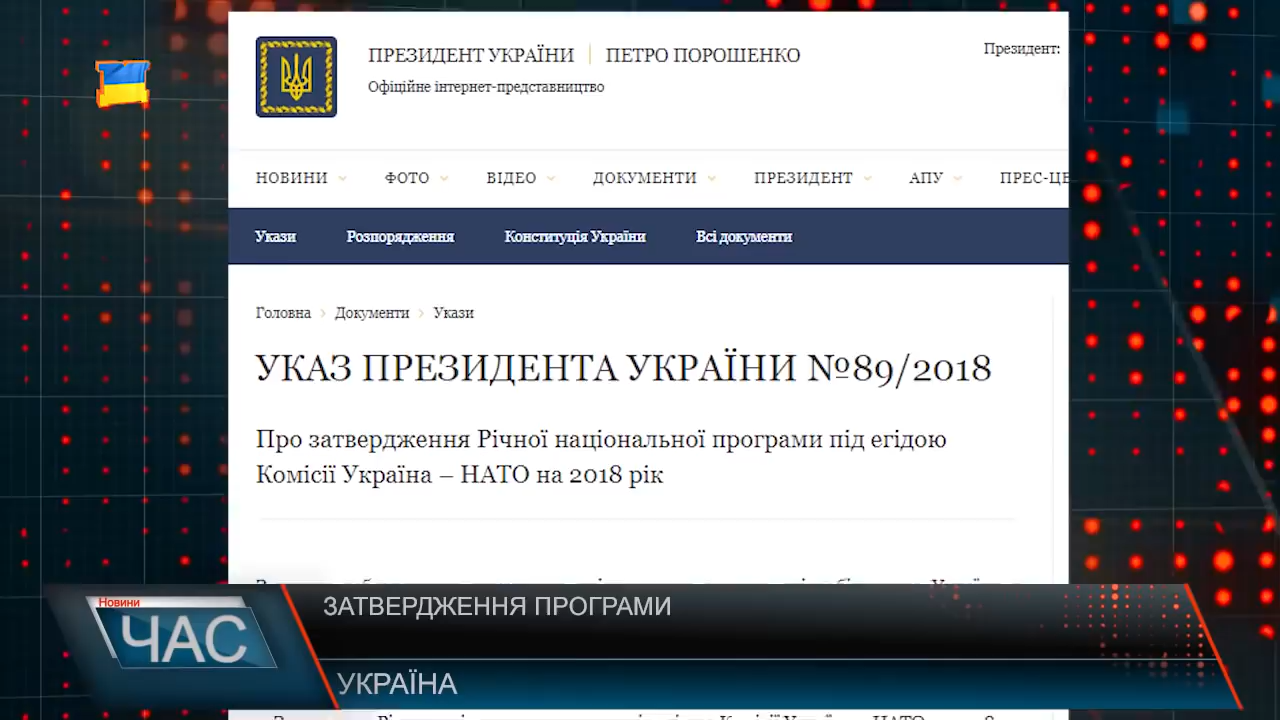 ПРЕЗИДЕНТ УКРАЇНИ | ПЕТРО ПОРОШЕНКО
Офіційне інтернет-представництво
Президент:
НОВИНИ ФОТО ВІДЕО ДОКУМЕНТИ ПРЕЗИДЕНТ АПУ ПРЕС-ЦЕ
Укази Розпорядження Конституція України Всі документи
Головна > Документи > Укази
УКАЗ ПРЕЗИДЕНТА УКРАЇНИ №89/2018
Про затвердження Річної національної програми під егідою
Комісії Україна – НАТО на 2018 рік
Новини
ЧАС
ЗАТВЕРДЖЕННЯ ПРОГРАМИ
УКРАЇНА